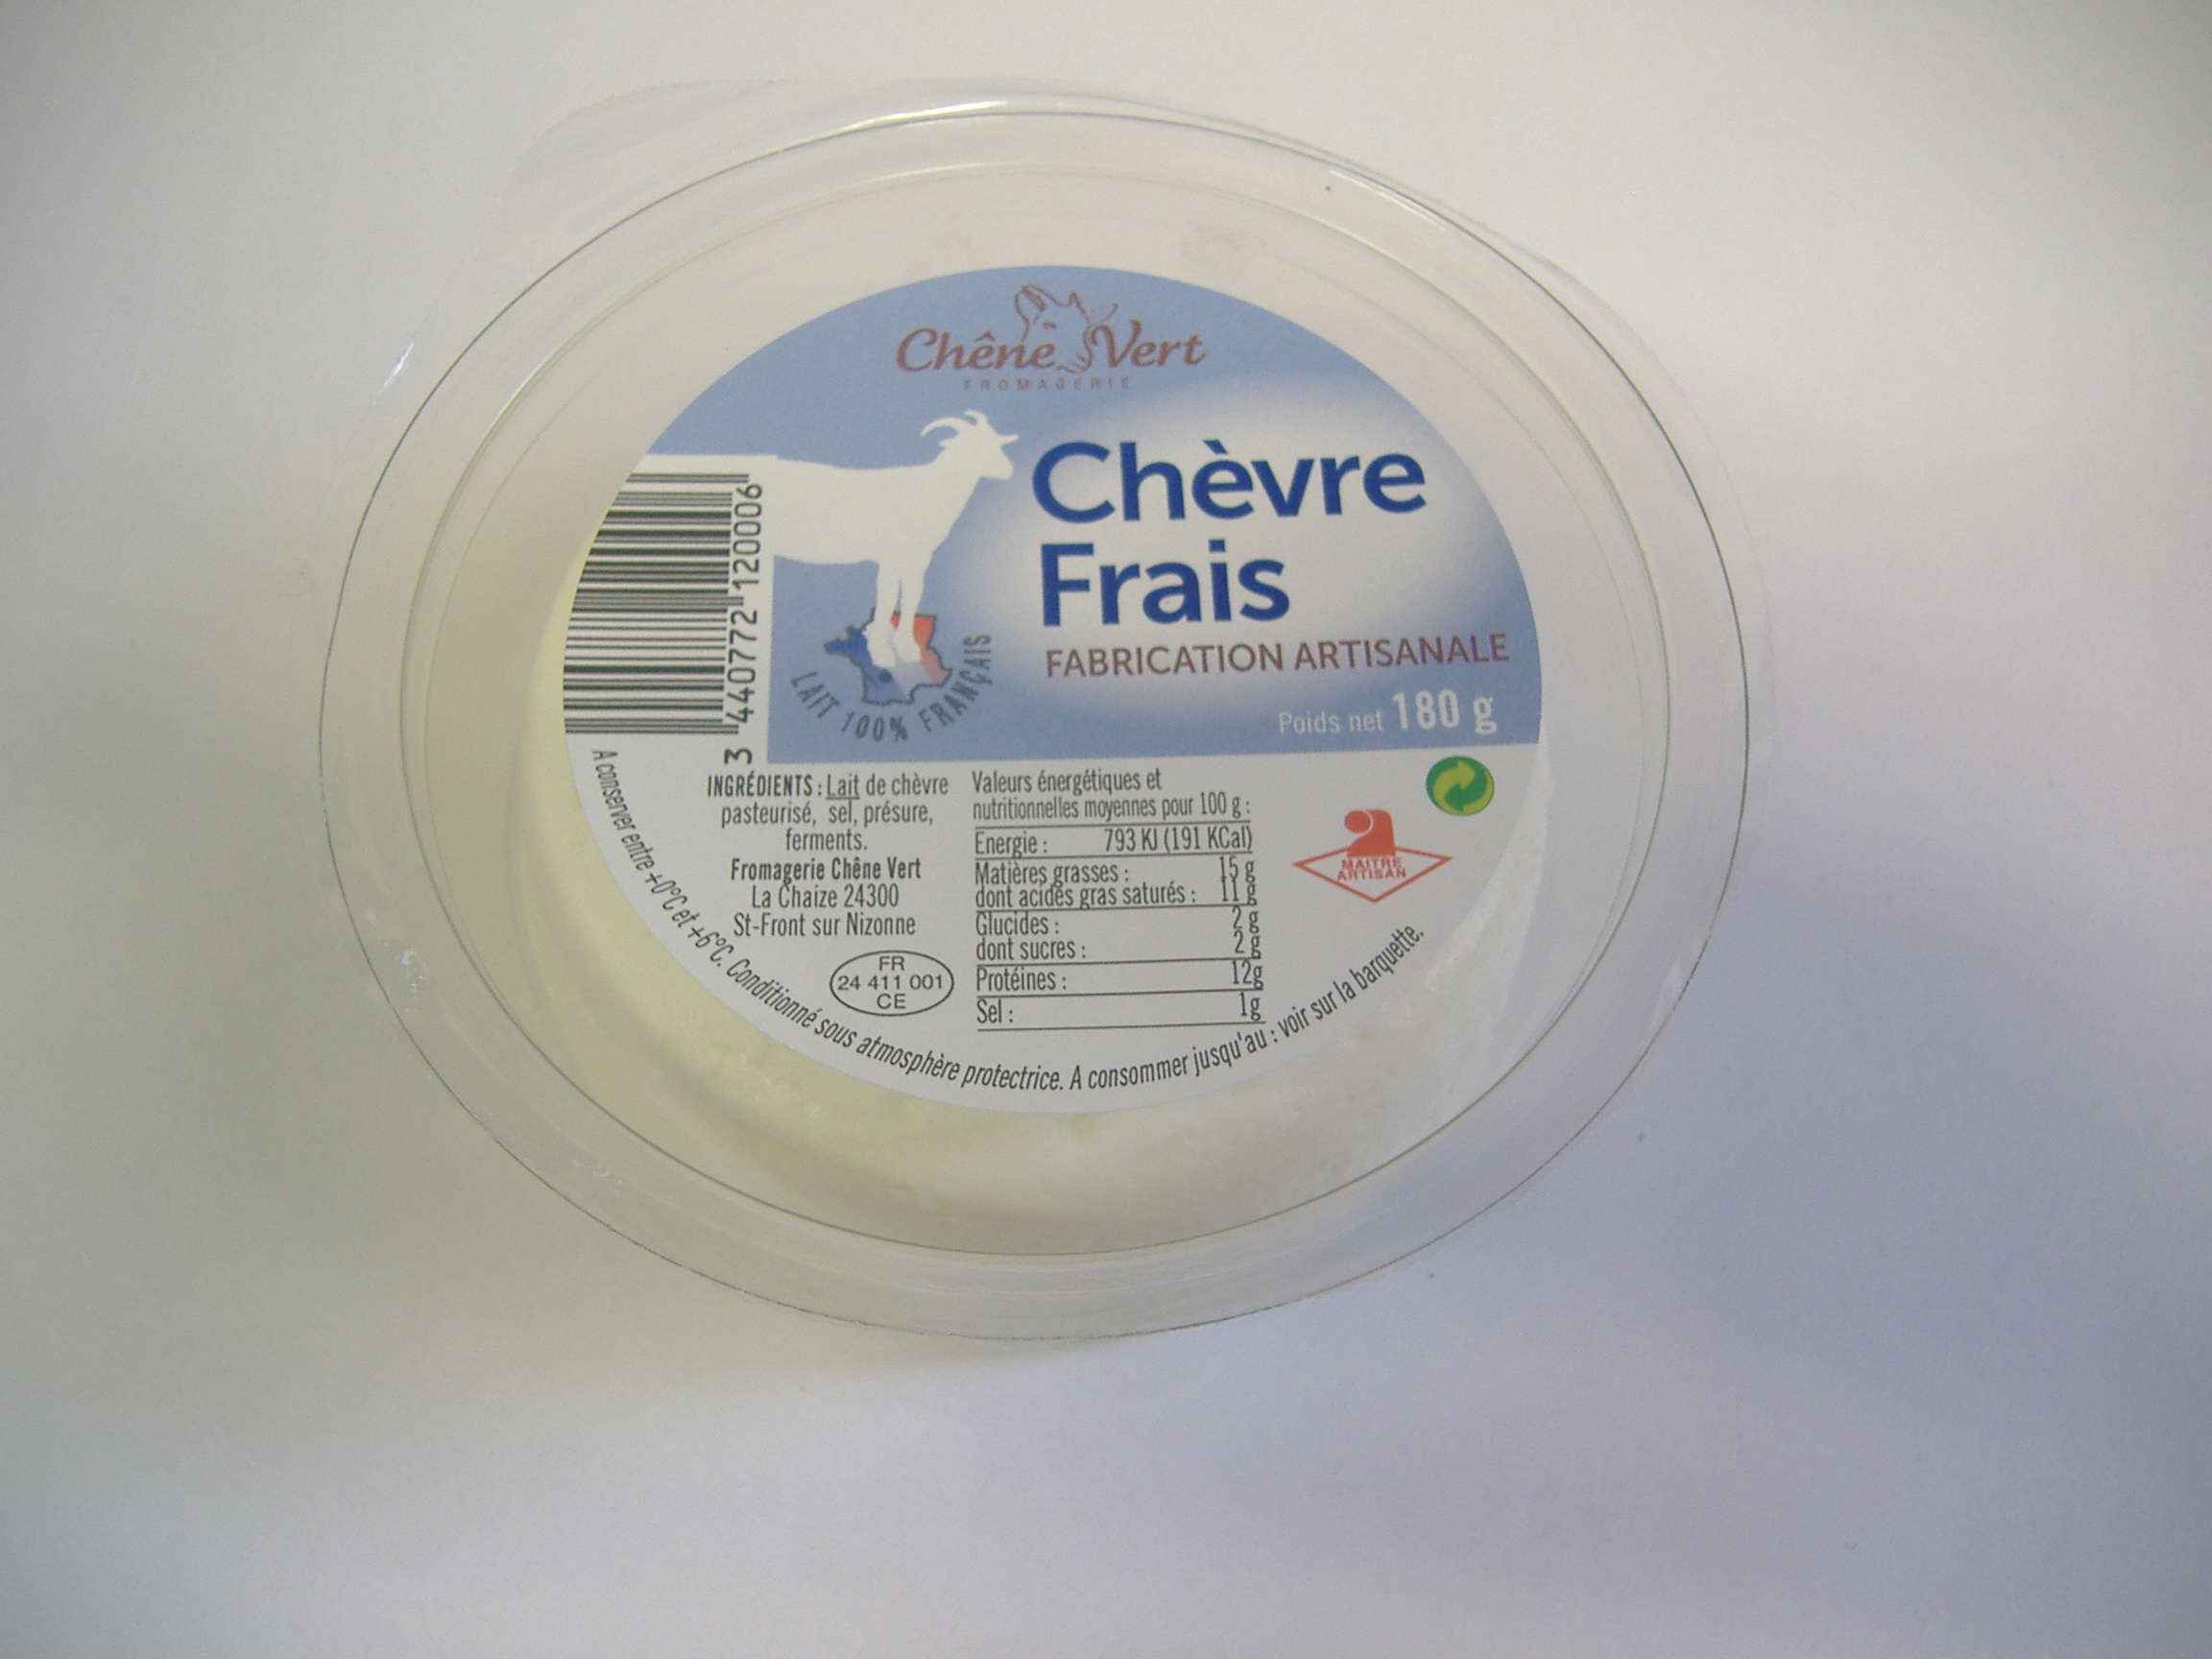 Chêne Vert
FROMAGERIE
Chèvre
Frais
FABRICATION ARTISANALE
Poids net 180 g
LAIT 100% FRANÇAIS
3 440772 120006
INGRÉDIENTS : Lait de chèvre
pasteurisé, sel, présure,
ferments.
Fromagerie Chêne Vert
La Chaize 24300
St-Front sur Nizonne
FR
24 411 001
CE
Valeurs énergétiques et
nutritionnelles moyennes pour 100 g :
Energie : 793 KJ (191 KCal)
Matières grasses : 15 g
dont acides gras saturés : 11 g
Glucides : 2 g
dont sucres : 2 g
Protéines : 12g
Sel : 1g
MAITRE
ARTISAN
A conserver entre +0°C et +6°C. Conditionné sous atmosphère protectrice. A consommer jusqu'au : voir sur la barquette.